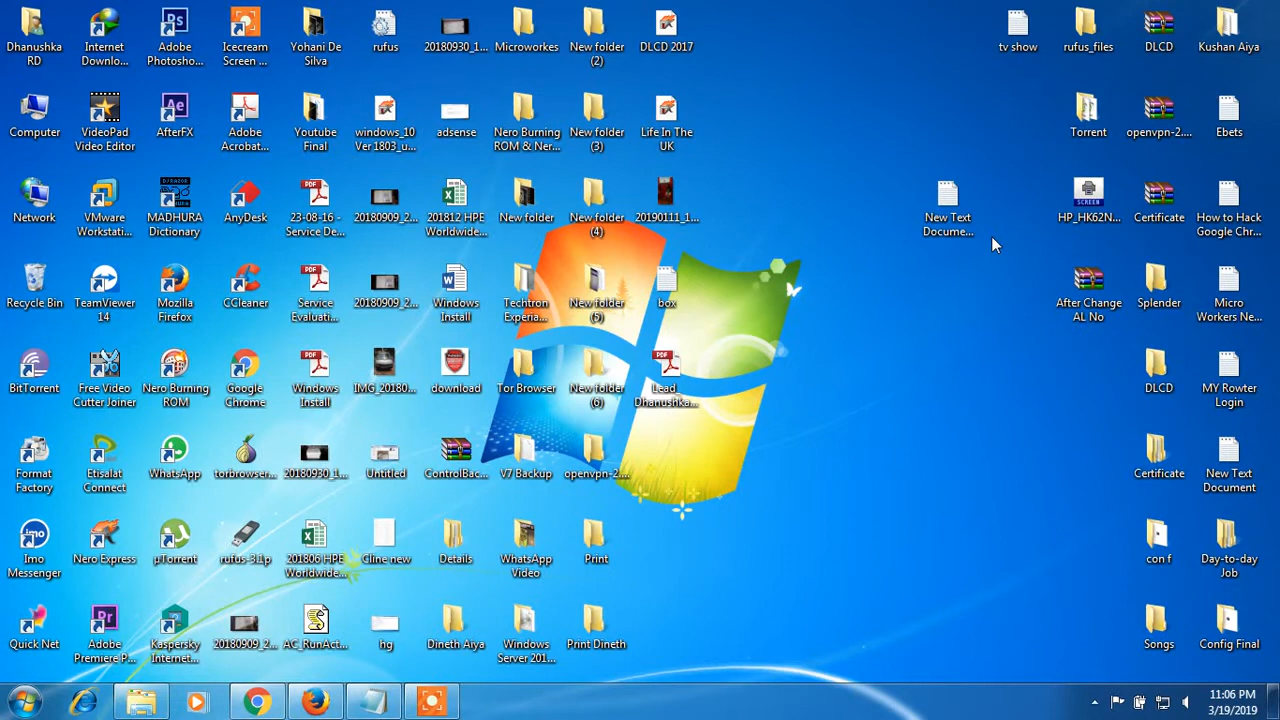 Dhanushka
RD
Internet
Downlo...
Adobe
Photosho...
Icecream
Screen ...
Yohani De
Silva
rufus
20180930_1...
Microworkes
New folder
(2)
DLCD 2017
tv show
rufus_files
DLCD
Kushan Aiya
Computer
VideoPad
Video Editor
AfterFX
Adobe
Acrobat...
Youtube
Final
windows_10
Ver 1803_u...
adsense
Nero Burning
ROM & Ner...
New folder
(3)
Life In The
UK
Torrent
openvpn-2....
Ebets
Network
VMware
Workstati...
MADHURA
Dictionary
AnyDesk
23-08-16 -
Service De...
20180909_2...
201812 HPE
Worldwide...
New folder
New folder
(4)
20190111_1...
New Text
Docume...
HP_HK62N...
Certificate
How to Hack
Google Chr...
Recycle Bin
TeamViewer
14
Mozilla
Firefox
CCleaner
Service
Evaluati...
20180909_2...
Windows
Install
Techtron
Experia...
New folder
(5)
box
After Change
AL No
Splender
Micro
Workers Ne...
BitTorrent
Free Video
Cutter Joiner
Nero Burning
ROM
Google
Chrome
Windows
Install
IMG_20180...
download
Tor Browser
New folder
(6)
Lead
Dhanushka...
DLCD
MY Rowter
Login
Format
Factory
Etisalat
Connect
WhatsApp
torbrowser...
20180930_1...
Untitled
ControlBac...
V7 Backup
openvpn-2....
Certificate
New Text
Document
Imo
Messenger
Nero Express
µTorrent
rufus-3.1p
201806 HPE
Worldwide...
Cline new
Details
WhatsApp
Video
Print
con f
Day-to-day
Job
Quick Net
Adobe
Premiere P...
Kaspersky
Internet...
20180909_2...
AC_RunAct...
hg
Dineth Aiya
Windows
Server 201...
Print Dineth
Songs
Config Final
11:06 PM
3/19/2019